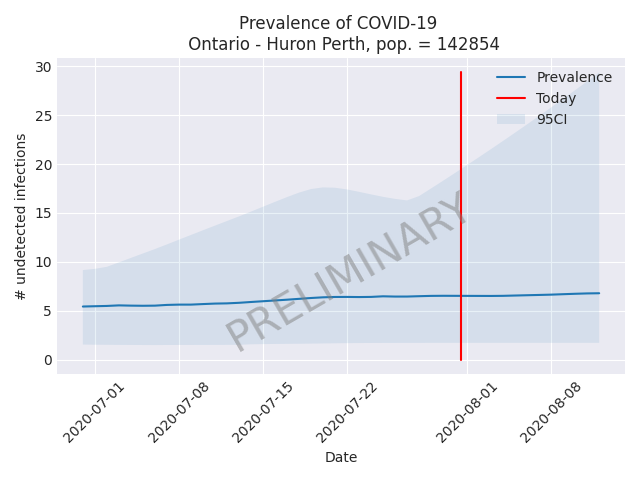 Prevalence of COVID-19
Ontario - Huron Perth, pop. = 142854
# undetected infections
30
25
20
15
10
5
0
Prevalence
Today
95CI
PRELIMINARY
2020-07-01
2020-07-08
2020-07-15
2020-07-22
2020-08-01
2020-08-08
Date